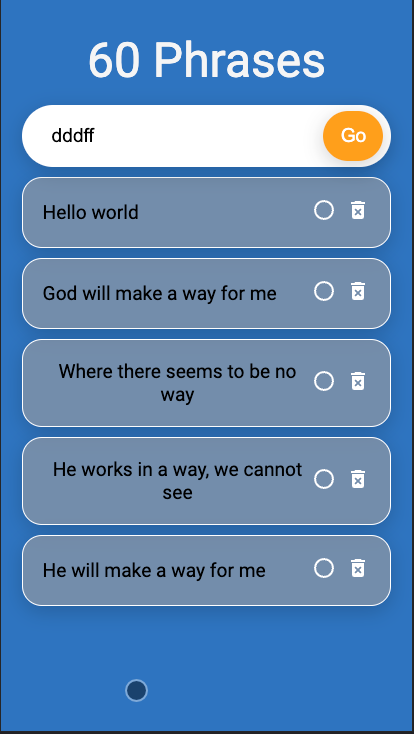 60 Phrases
dddff
Go
Hello world
God will make a way for me
Where there seems to be no
way
He works in a way, we cannot
see
He will make a way for me